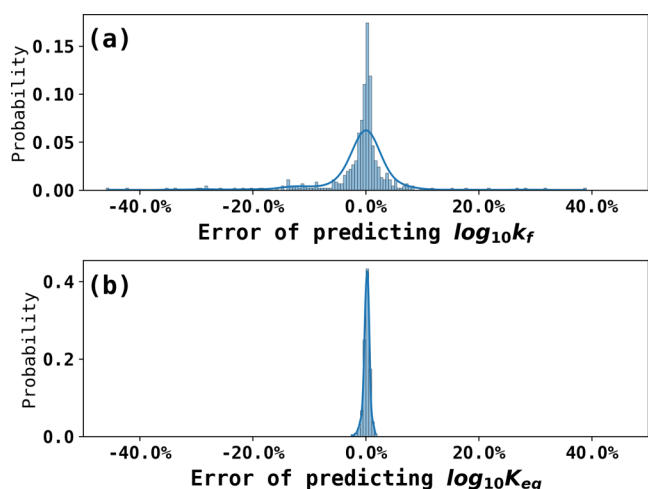 (a)
Probability
0.15
0.10
0.05
0.00
-40.0% -20.0% 0.0% 20.0% 40.0%
Error of predicting log₁₀k_f
(b)
Probability
0.4
0.2
0.0
-40.0% -20.0% 0.0% 20.0% 40.0%
Error of predicting log₁₀K_eq